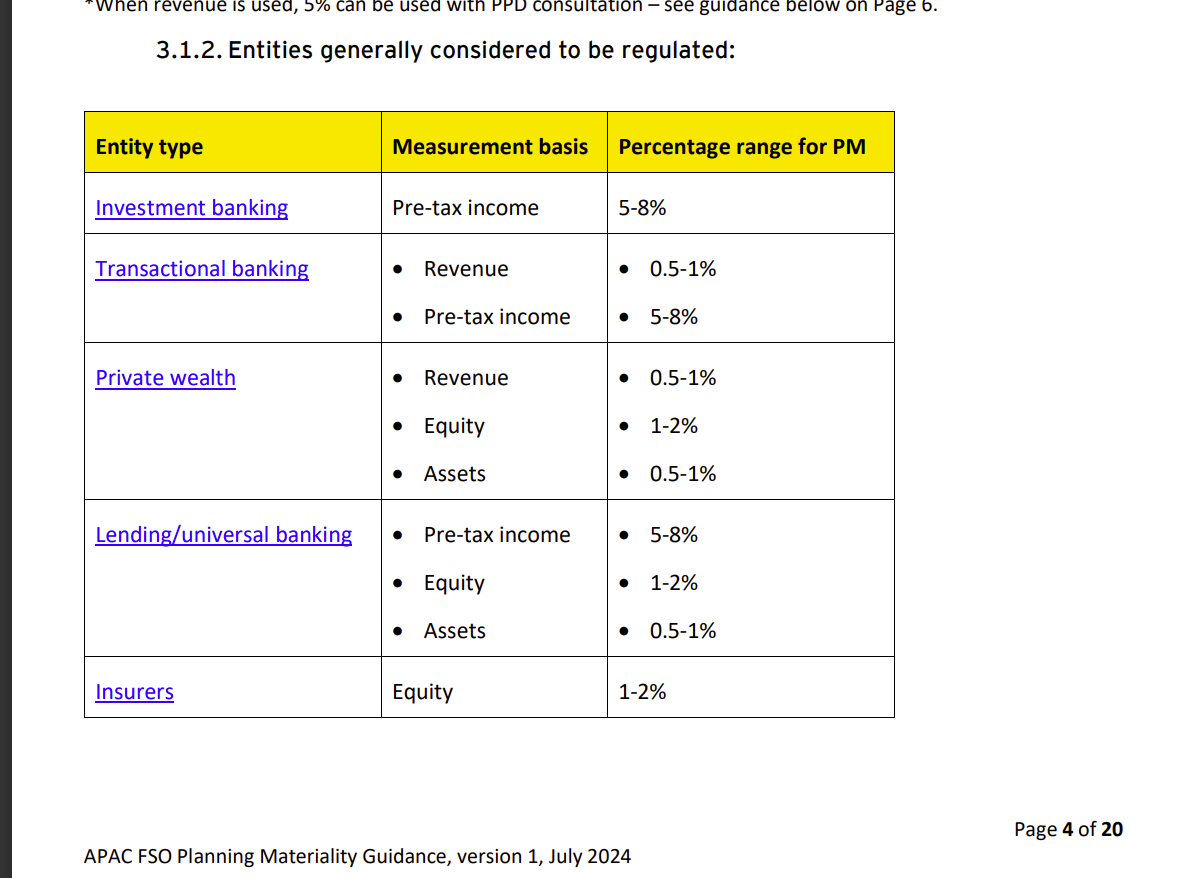 *When revenue is used, 5% can be used with PPD consultation – see guidance below on Page 6.
3.1.2. Entities generally considered to be regulated:
Entity type Measurement basis Percentage range for PM
Investment banking Pre-tax income 5-8%
Transactional banking • Revenue • 0.5-1%
• Pre-tax income • 5-8%
Private wealth • Revenue • 0.5-1%
• Equity • 1-2%
• Assets • 0.5-1%
Lending/universal banking • Pre-tax income • 5-8%
• Equity • 1-2%
• Assets • 0.5-1%
Insurers Equity 1-2%
Page 4 of 20
APAC FSO Planning Materiality Guidance, version 1, July 2024